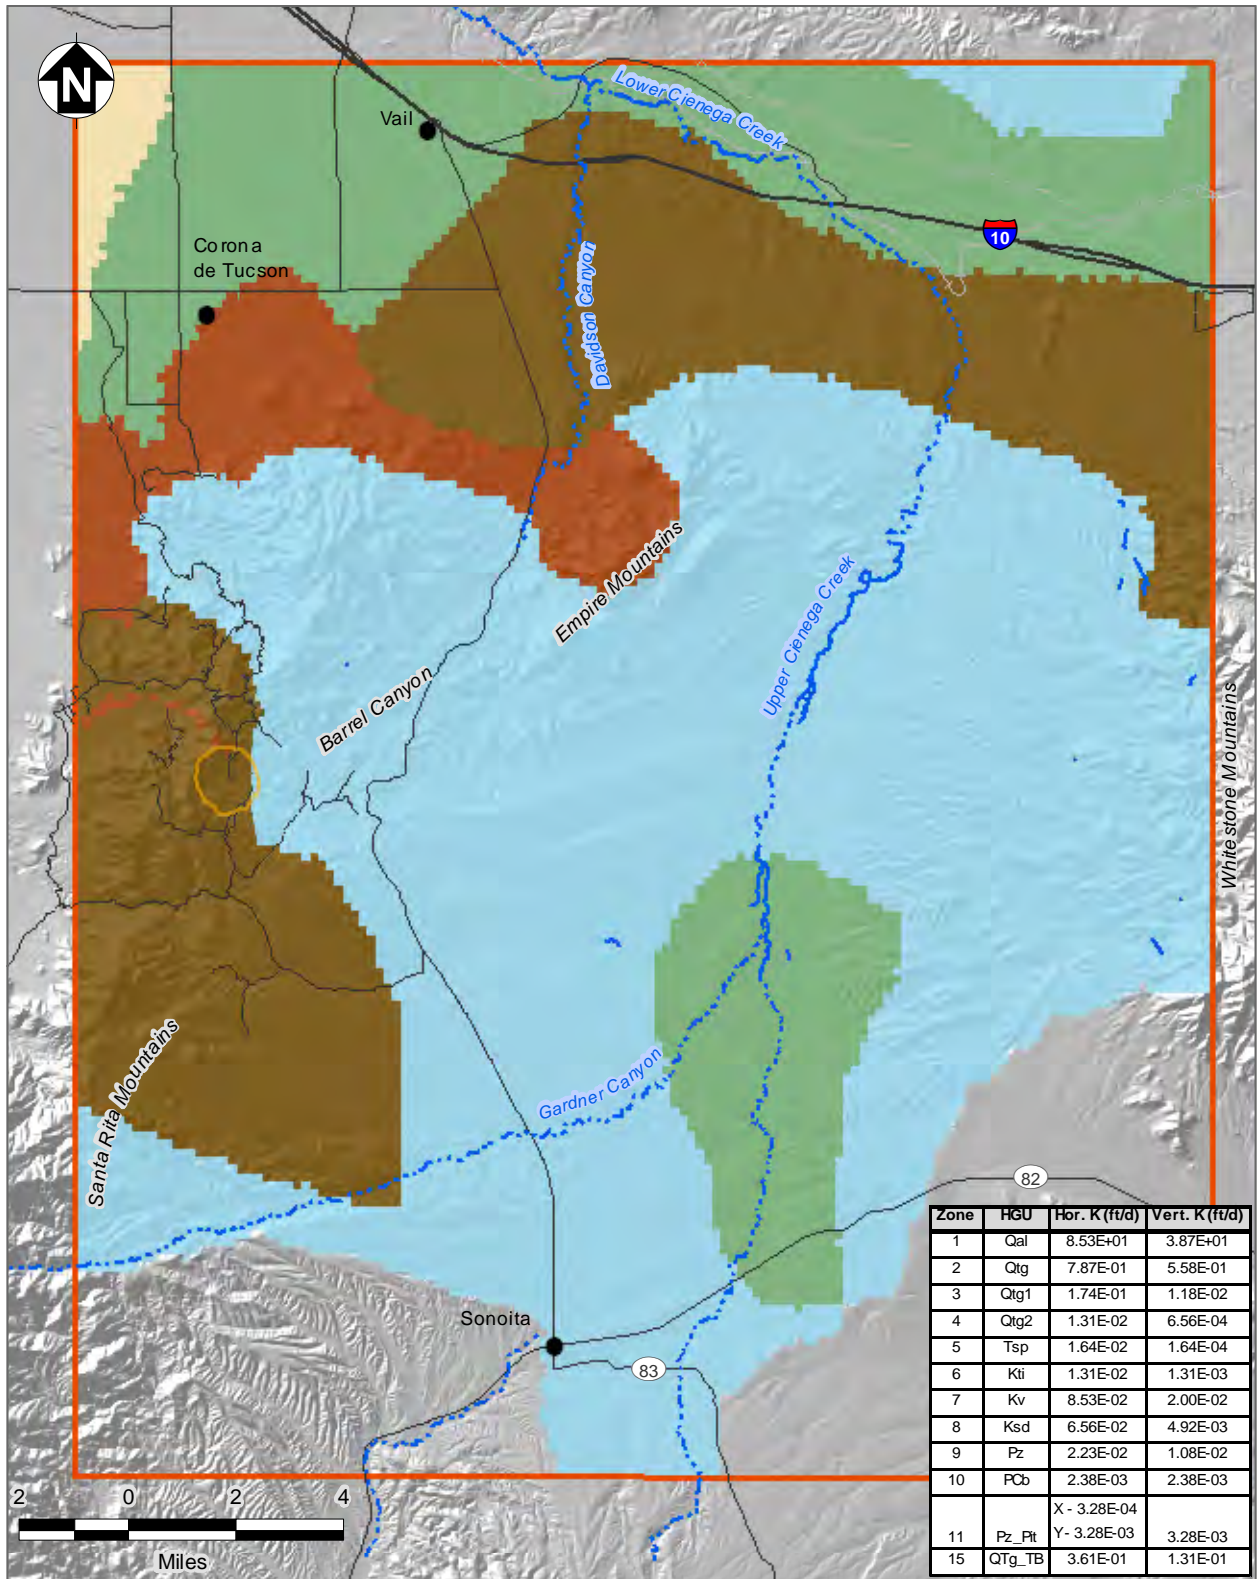 N
Lower Cienega Creek
Vail
10
Corona
de Tucson
Davidson Canyon
Empire Mountains
Upper Cienega Creek
Barrel Canyon
Whitestone Mountains
Santa Rita Mountains
Gardner Canyon
82
Sonoita
83
Zone HGU Hor. K (ft/d) Vert. K (ft/d)
1 Qal 8.53E+01 3.87E+01
2 Qtg 7.87E-01 5.58E-01
3 Qtg1 1.74E-01 1.18E-02
4 Qtg2 1.31E-02 6.56E-04
5 Tsp 1.64E-02 1.64E-04
6 Kti 1.31E-02 1.31E-03
7 Kv 8.53E-02 2.00E-02
8 Ksd 6.56E-02 4.92E-03
9 Pz 2.23E-02 1.08E-02
10 PCb 2.38E-03 2.38E-03
X - 3.28E-04
11 Pz_Pit Y- 3.28E-03 3.28E-03
15 QTg_TB 3.61E-01 1.31E-01
2 0 2 4
Miles